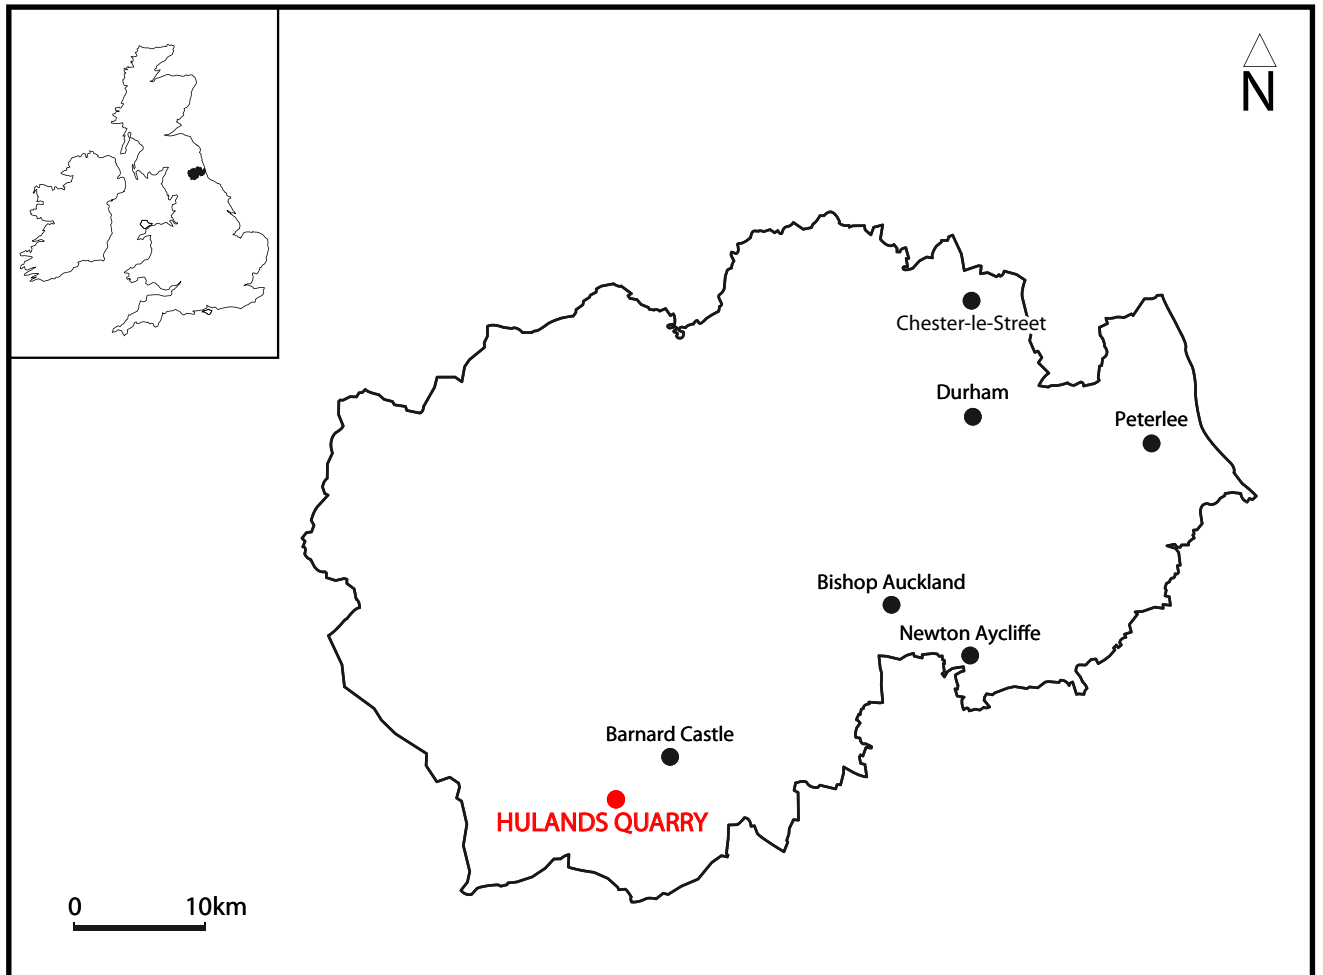 N
Chester-le-Street
Durham
Peterlee
Bishop Auckland
Newton Aycliffe
Barnard Castle
HULANDS QUARRY
0 10km